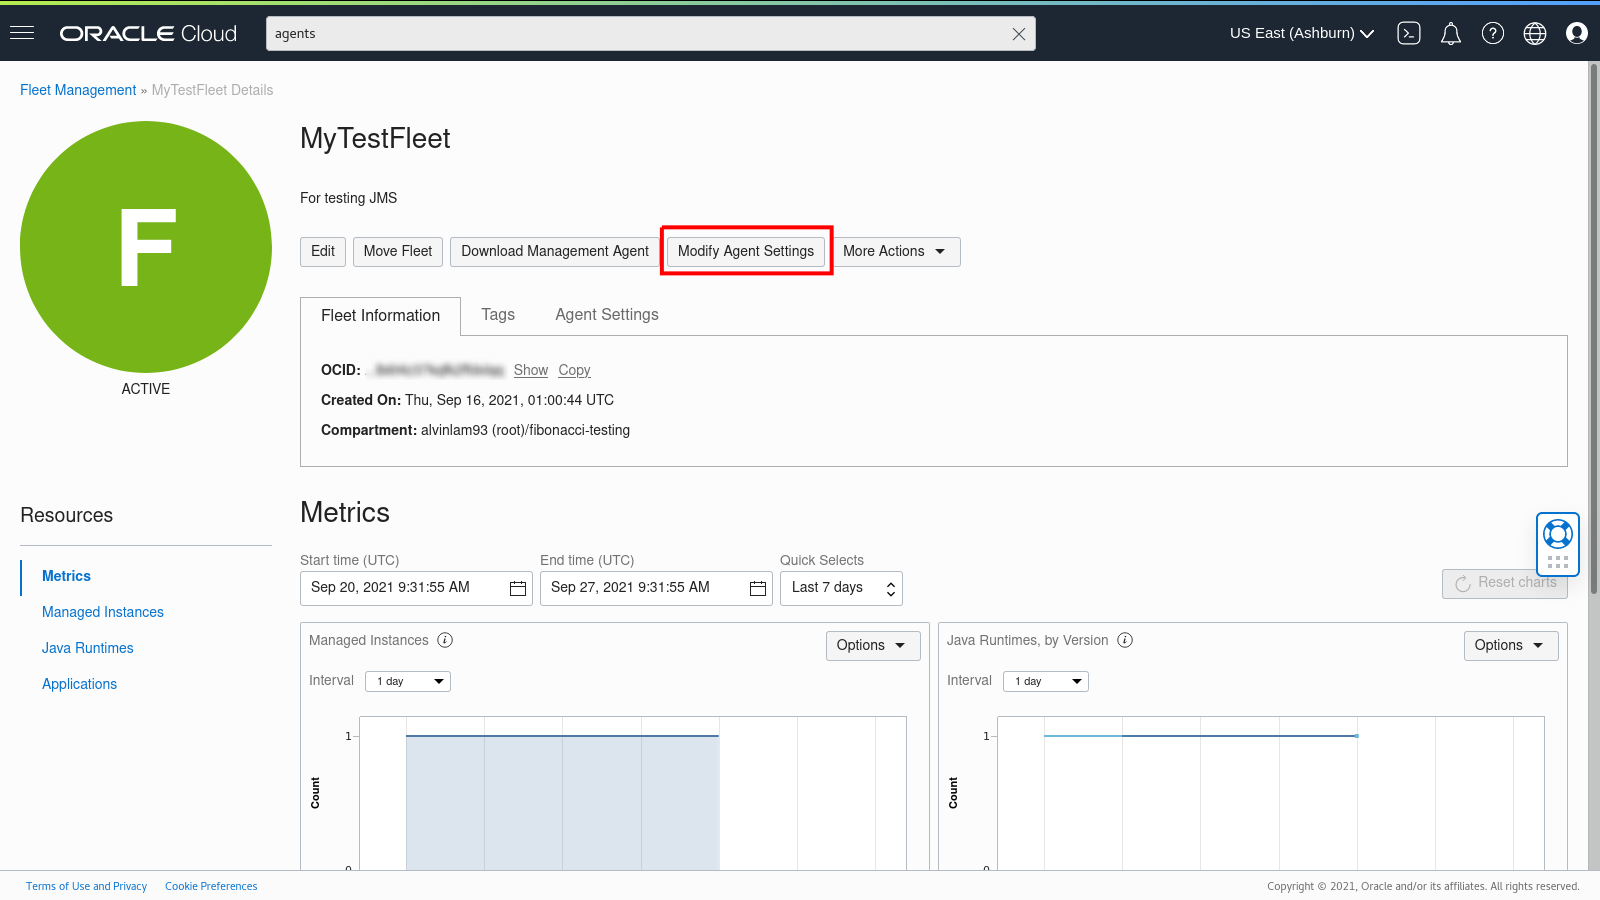 ORACLE Cloud
agents
US East (Ashburn)
Fleet Management » MyTestFleet Details
F
ACTIVE
MyTestFleet
For testing JMS
Edit
Move Fleet
Download Management Agent
Modify Agent Settings
More Actions
Fleet Information
Tags
Agent Settings
OCID: Show Copy
Created On: Thu, Sep 16, 2021, 01:00:44 UTC
Compartment: alvinlam93 (root)/fibonacci-testing
Resources
Metrics
Managed Instances
Java Runtimes
Applications
Metrics
Start time (UTC)
Sep 20, 2021 9:31:55 AM
End time (UTC)
Sep 27, 2021 9:31:55 AM
Quick Selects
Last 7 days
Reset charts
Managed Instances
Options
Interval 1 day
1
Count
0
Java Runtimes, by Version
Options
Interval 1 day
1
Count
0
Terms of Use and Privacy
Cookie Preferences
Copyright © 2021, Oracle and/or its affiliates. All rights reserved.